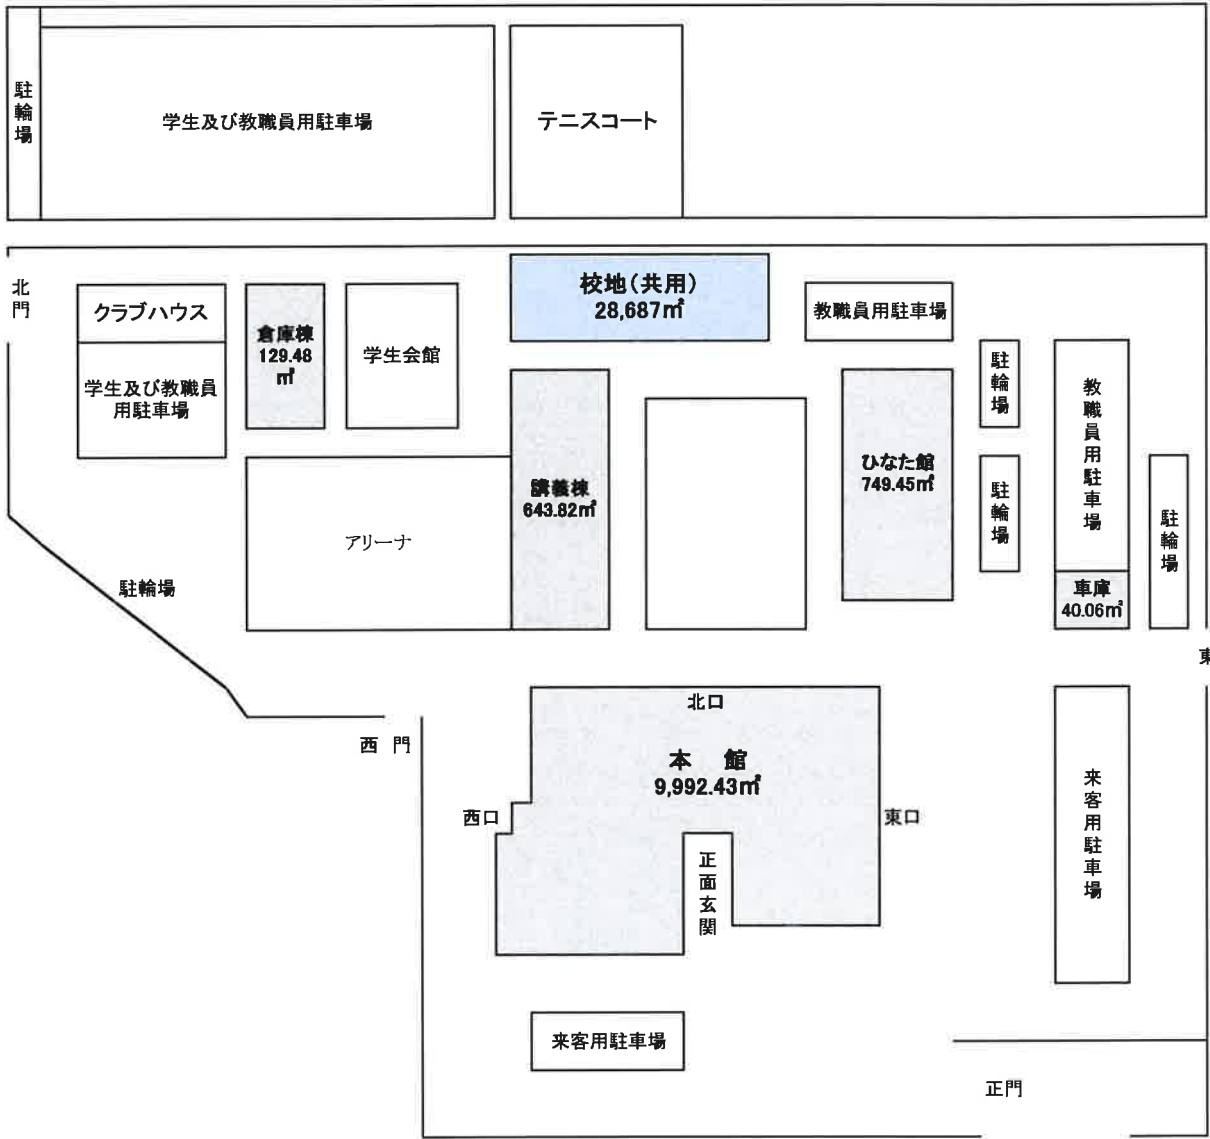 駐輪場
学生及び教職員用駐車場
テニスコート
北門
クラブハウス
学生及び教職員
用駐車場
倉庫棟
129.48
㎡
学生会館
校地（共用）
28,687㎡
教職員用駐車場
講義棟
643.82㎡
ひなた館
749.45㎡
駐輪場
駐輪場
教職員用駐車場
車庫
40.06㎡
駐輪場
アリーナ
駐輪場
東
西 門
北口
本 館
9,992.43㎡
西口
東口
正面玄関
来客用駐車場
来客用駐車場
正門